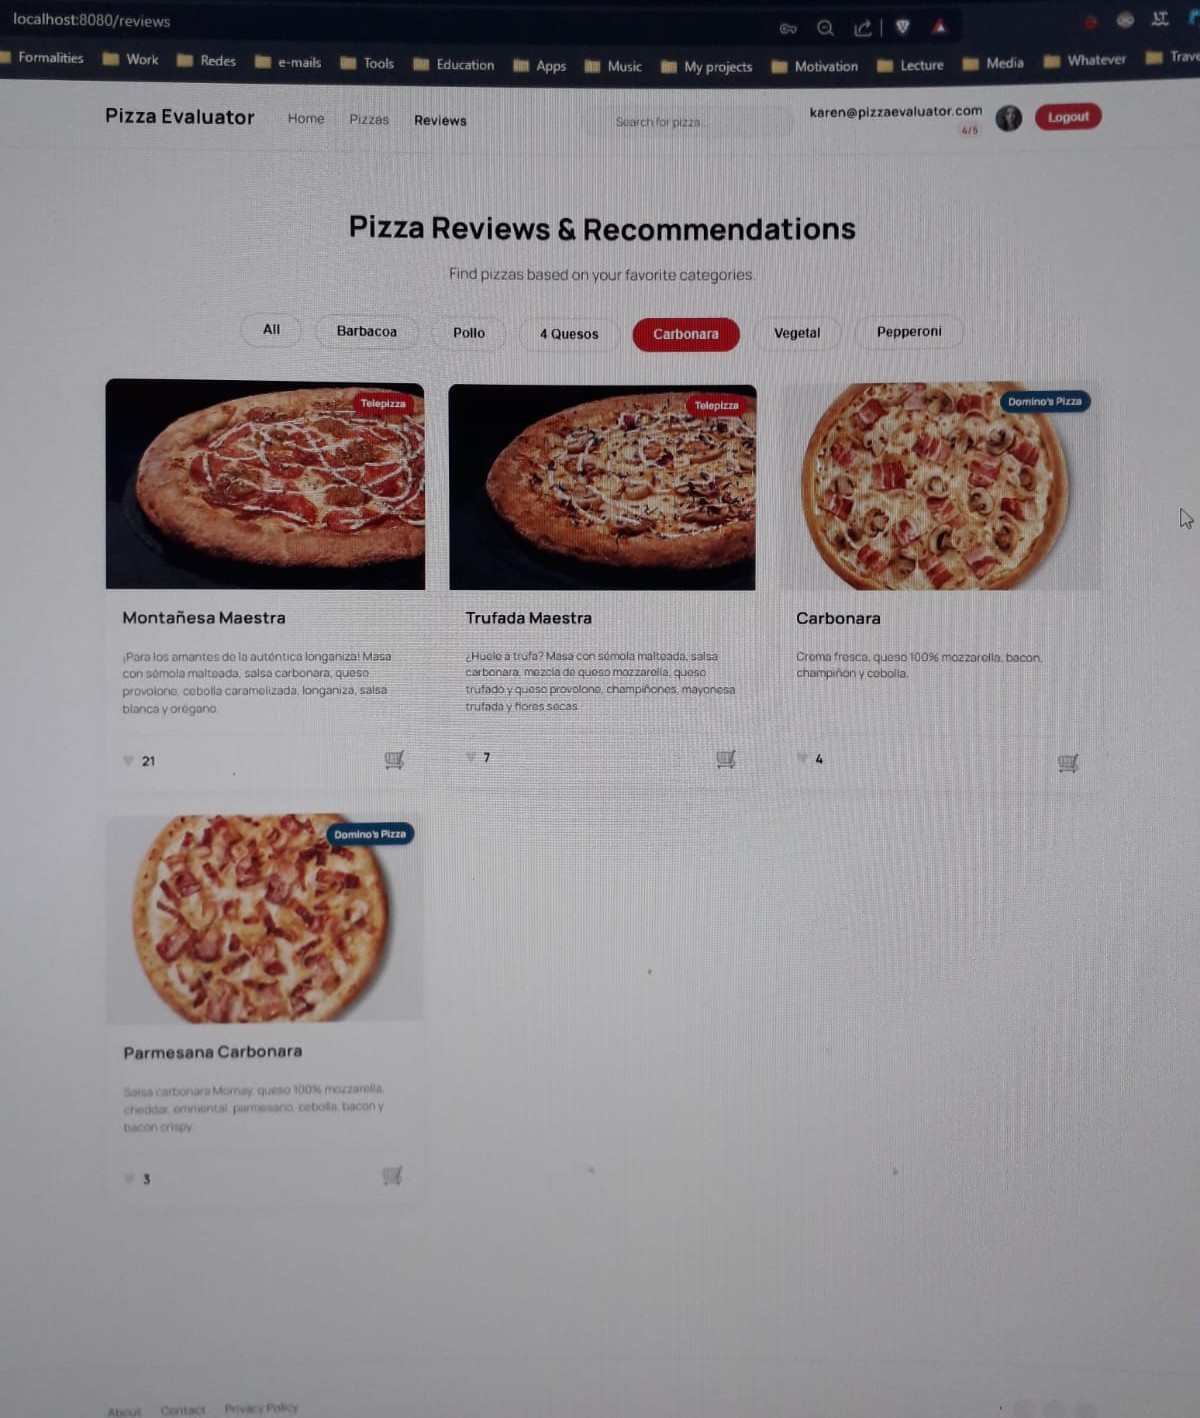 localhost:8080/reviews
Formalities Work Redes e-mails Tools Education Apps Music My projects Motivation Lecture Media Whatever
Pizza Evaluator Home Pizzas Reviews Search for pizza... karen@pizzaevaluator.com Logout
4/5
Pizza Reviews & Recommendations
Find pizzas based on your favorite categories.
All Barbacoa Pollo 4 Quesos Carbonara Vegetal Pepperoni
Telepizza
Telepizza
Domino's Pizza
Montañesa Maestra
¡Para los amantes de la auténtica longaniza! Masa
con sémola malteada, salsa carbonara, queso
provolone, cebolla caramelizada, longaniza, salsa
blanca y orégano.
21
Trufada Maestra
¿Huele a trufa? Masa con sémola malteada, salsa
carbonara, mezcla de queso mozzarella, queso
trufado y queso provolone, champiñones, mayonesa
trufada y flores secas.
7
Carbonara
Crema fresca, queso 100% mozzarella, bacon,
champiñón y cebolla.
4
Domino's Pizza
Parmesana Carbonara
Salsa carbonara Mornay, queso 100% mozzarella,
cheddar, emmental, parmesano, cebolla, bacon y
bacon crispy.
3
About Contact Privacy Policy